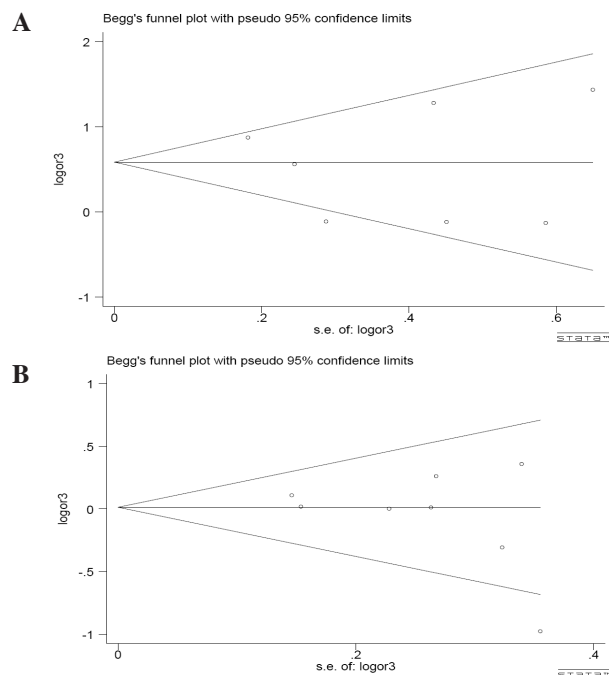 A
Begg's funnel plot with pseudo 95% confidence limits
2
1
0
-1
logor3
0 .2 .4 .6
s.e. of: logor3
STATA™
B
Begg's funnel plot with pseudo 95% confidence limits
1
.5
0
-.5
-1
logor3
0 .2 .4
s.e. of: logor3
STATA™